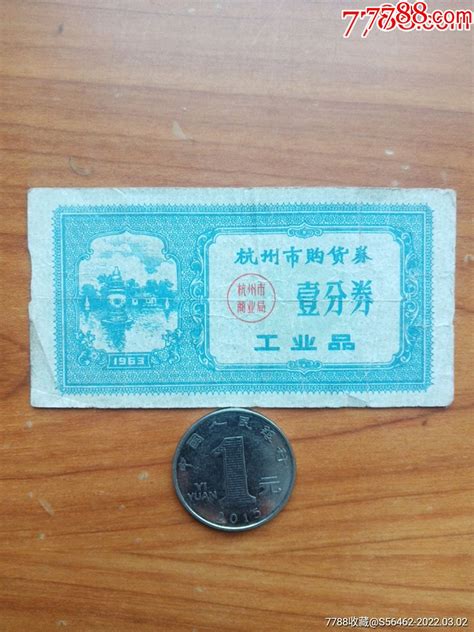 77788.com
杭州市购货券
杭州市
商业局
壹分券
工业品
1963
中国人民银行
1
YI
YUAN
元
2015
7788收藏@S56462-2022.03.02